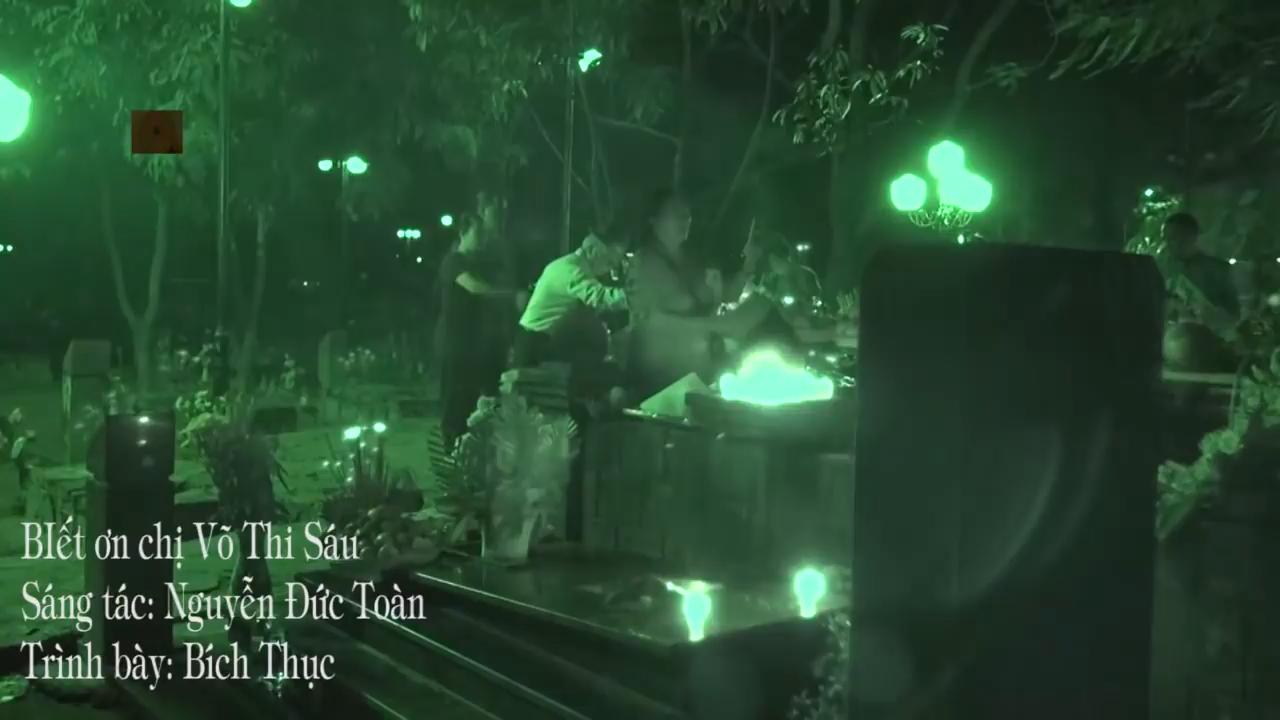 BIết ơn chị Võ Thi Sáu
Sáng tác: Nguyễn Đức Toàn
Trình bày: Bích Thục